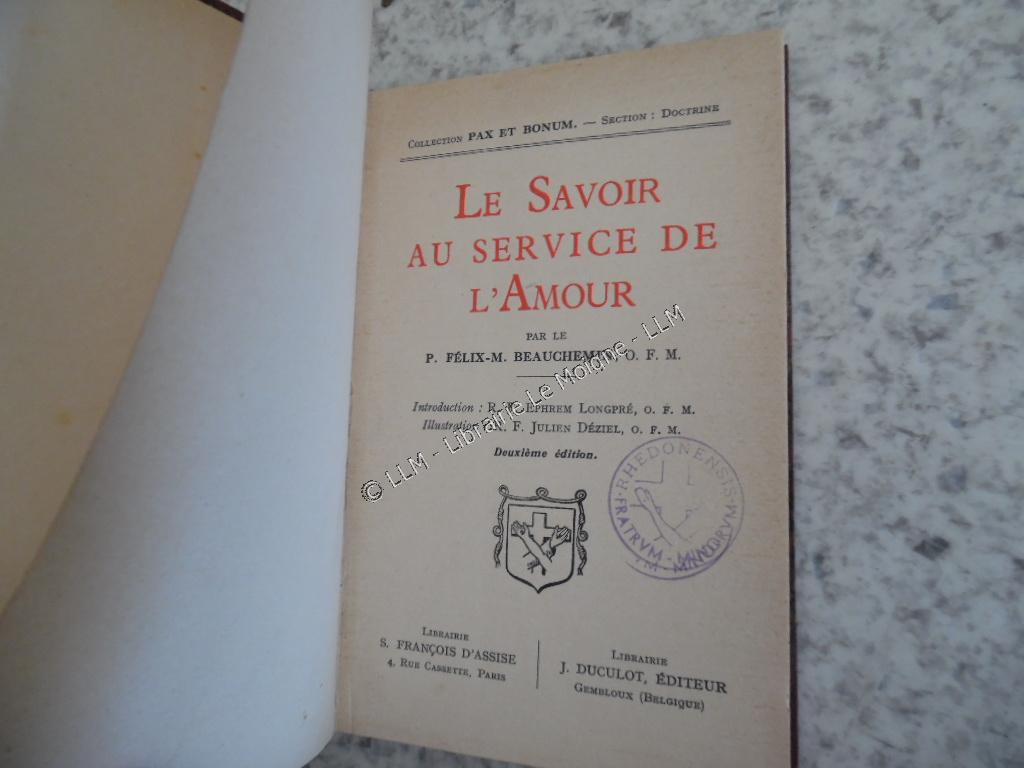 Collection PAX ET BONUM. — Section : Doctrine
Le Savoir
au service de
l'Amour
par le
P. FÉLIX-M. BEAUCHEMIN, O. F. M.
Introduction : R. P. Ephrem Longpré, O. F. M.
Illustration : R. F. Julien Déziel, O. F. M.
Deuxième édition.
© LLM - Librairie Le Moigne - LLM
RHEDONENSIS
FRATRVM MINORVM
Librairie
S. FRANÇOIS D'ASSISE
4, Rue Cassette, Paris
Librairie
J. DUCULOT, ÉDITEUR
Gembloux (Belgique)